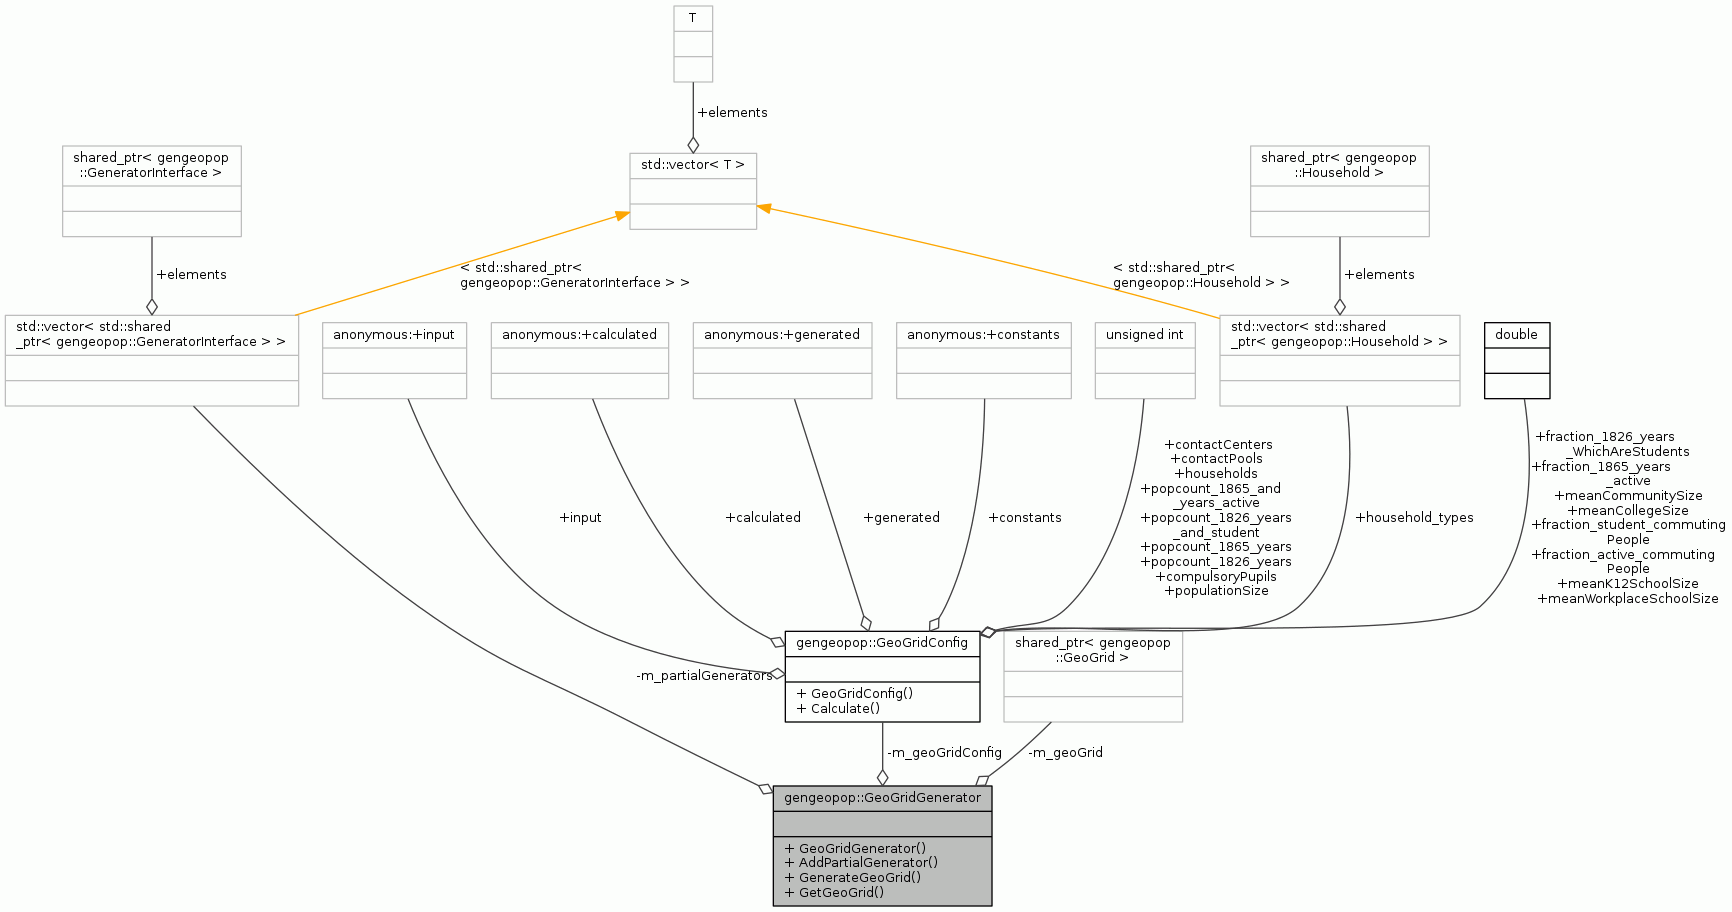 T
+elements
std::vector< T >
shared_ptr< gengeopop
::GeneratorInterface >
shared_ptr< gengeopop
::Household >
+elements
< std::shared_ptr<
gengeopop::GeneratorInterface > >
< std::shared_ptr<
gengeopop::Household > >
+elements
std::vector< std::shared
_ptr< gengeopop::GeneratorInterface > >
anonymous:+input
anonymous:+calculated
anonymous:+generated
anonymous:+constants
unsigned int
std::vector< std::shared
_ptr< gengeopop::Household > >
double
+input
+calculated
+generated
+constants
+contactCenters
+contactPools
+households
+popcount_1865_and
_years_active
+popcount_1826_years
_and_student
+popcount_1865_years
+popcount_1826_years
+compulsoryPupils
+populationSize
+household_types
+fraction_1826_years
_WhichAreStudents
+fraction_1865_years
_active
+meanCommunitySize
+meanCollegeSize
+fraction_student_commuting
People
+fraction_active_commuting
People
+meanK12SchoolSize
+meanWorkplaceSchoolSize
-m_partialGenerators
gengeopop::GeoGridConfig
+ GeoGridConfig()
+ Calculate()
shared_ptr< gengeopop
::GeoGrid >
-m_geoGridConfig
-m_geoGrid
gengeopop::GeoGridGenerator
+ GeoGridGenerator()
+ AddPartialGenerator()
+ GenerateGeoGrid()
+ GetGeoGrid()